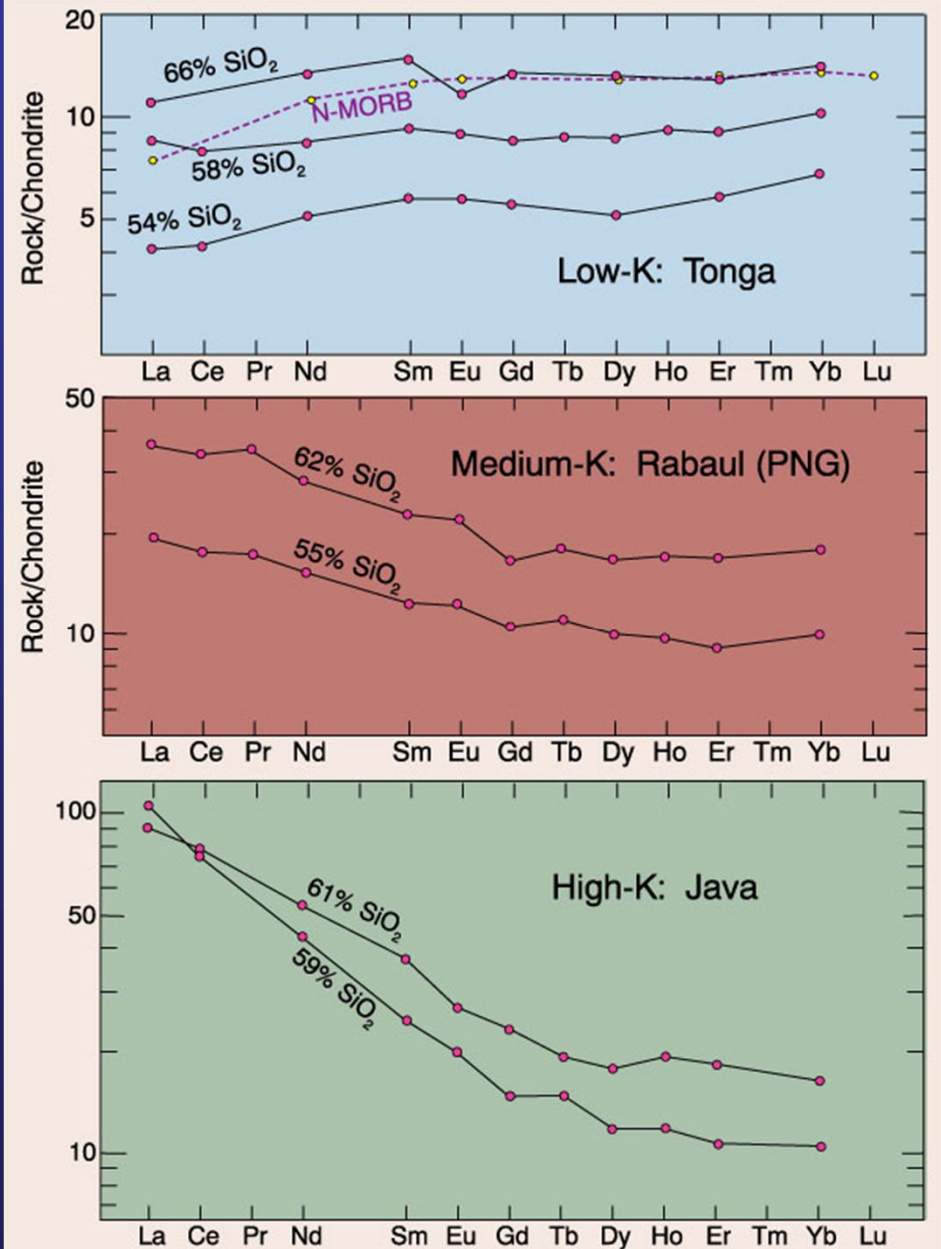 20
10
5
Rock/Chondrite
66% SiO₂
N-MORB
58% SiO₂
54% SiO₂
Low-K: Tonga
La Ce Pr Nd Sm Eu Gd Tb Dy Ho Er Tm Yb Lu
50
10
Rock/Chondrite
62% SiO₂
55% SiO₂
Medium-K: Rabaul (PNG)
La Ce Pr Nd Sm Eu Gd Tb Dy Ho Er Tm Yb Lu
100
50
10
61% SiO₂
59% SiO₂
High-K: Java
La Ce Pr Nd Sm Eu Gd Tb Dy Ho Er Tm Yb Lu